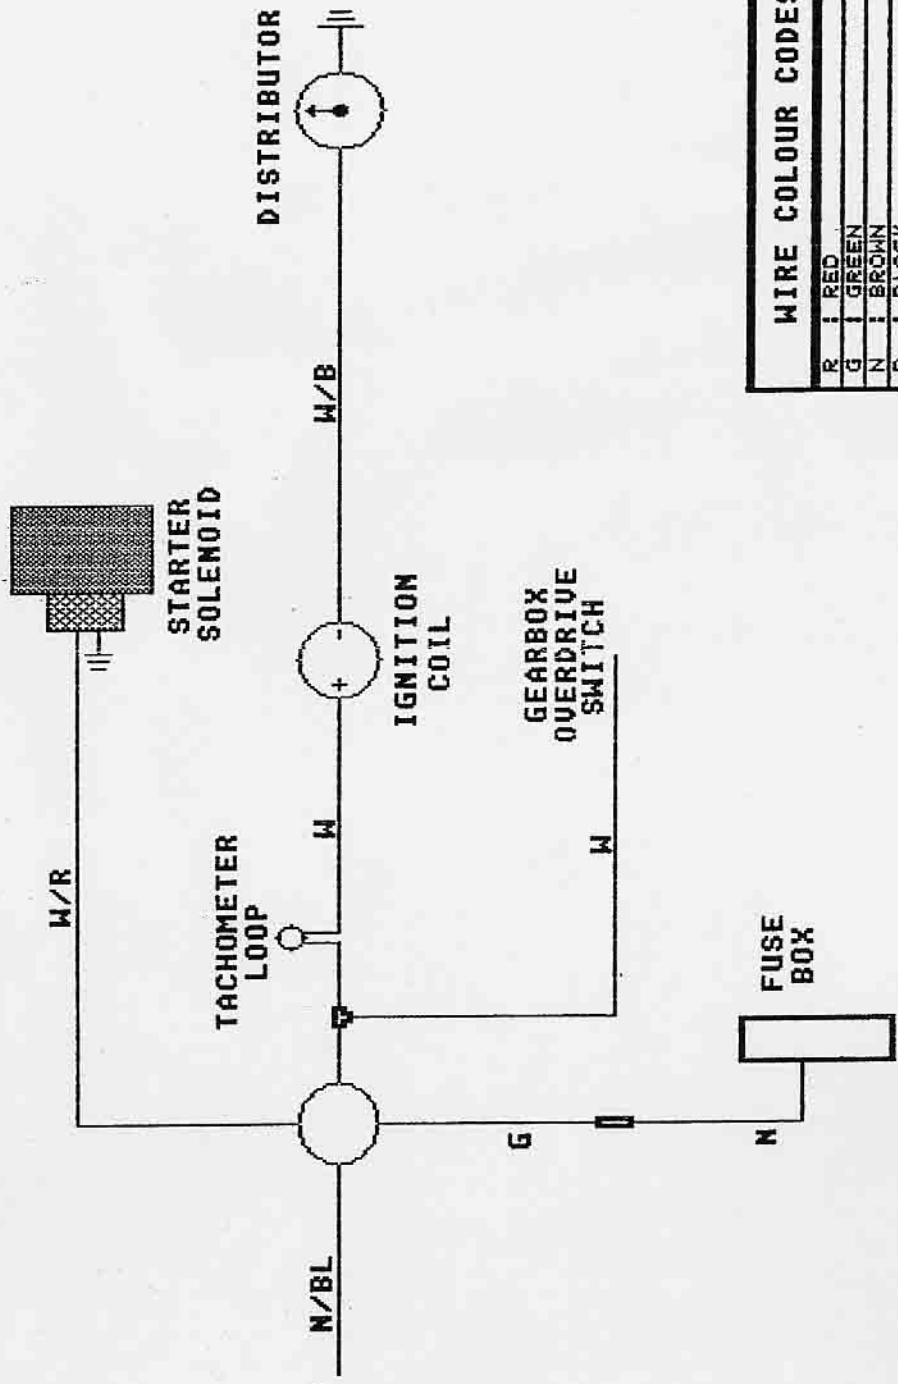 DISTRIBUTOR
STARTER
SOLENOID
W/R
W/B
IGNITION
COIL
- +
TACHOMETER
LOOP
W
GEARBOX
OVERDRIVE
SWITCH
W
N/BL
G
N
FUSE
BOX
WIRE COLOUR CODES
R : RED
G : GREEN
N : BROWN